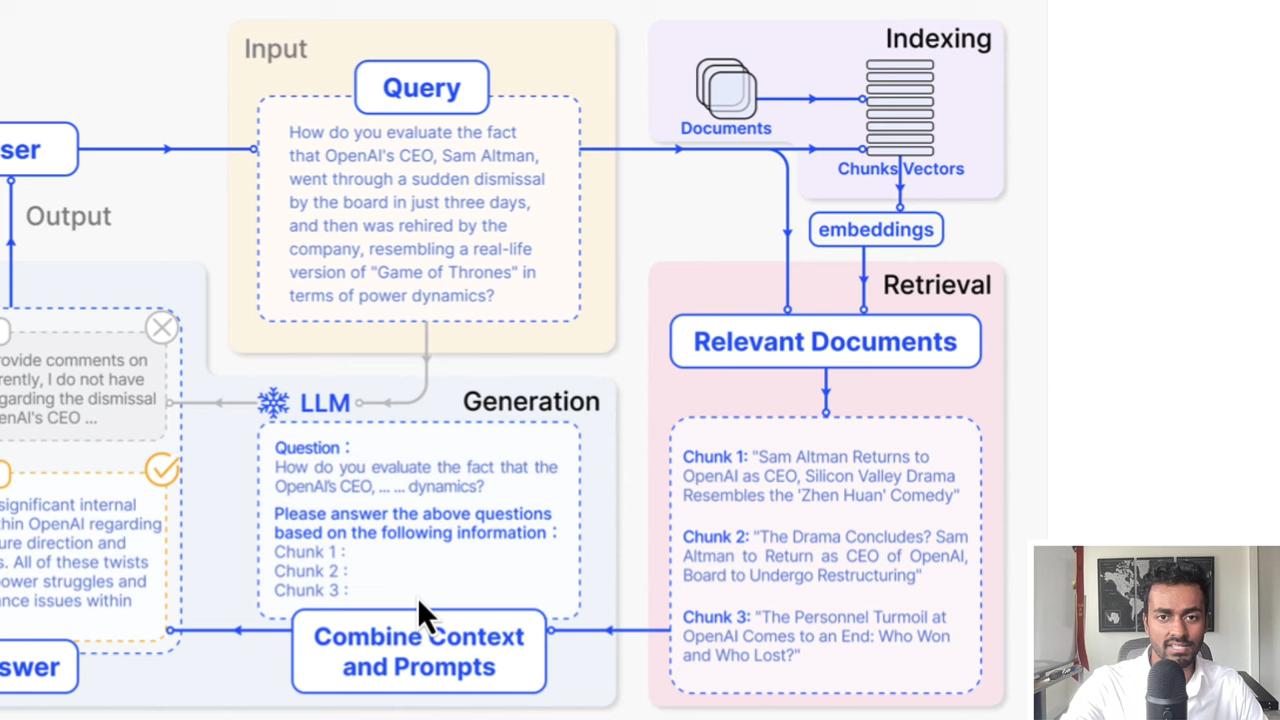 Input
Query
How do you evaluate the fact
that OpenAI's CEO, Sam Altman,
went through a sudden dismissal
by the board in just three days,
and then was rehired by the
company, resembling a real-life
version of "Game of Thrones" in
terms of power dynamics?
Indexing
Documents
Chunks Vectors
embeddings
Retrieval
Relevant Documents
Chunk 1: "Sam Altman Returns to
OpenAI as CEO, Silicon Valley Drama
Resembles the 'Zhen Huan' Comedy"
Chunk 2: "The Drama Concludes? Sam
Altman to Return as CEO of OpenAI,
Board to Undergo Restructuring"
Chunk 3: "The Personnel Turmoil at
OpenAI Comes to an End: Who Won
and Who Lost?"
LLM
Generation
Question :
How do you evaluate the fact that the
OpenAI's CEO, ... ... dynamics?
Please answer the above questions
based on the following information :
Chunk 1 :
Chunk 2 :
Chunk 3 :
Combine Context
and Prompts
ser
Output
rovide comments on
rently, I do not have
garding the dismissal
enAI's CEO ...
significant internal
hin OpenAI regarding
ure direction and
s. All of these twists
power struggles and
nce issues within
swer